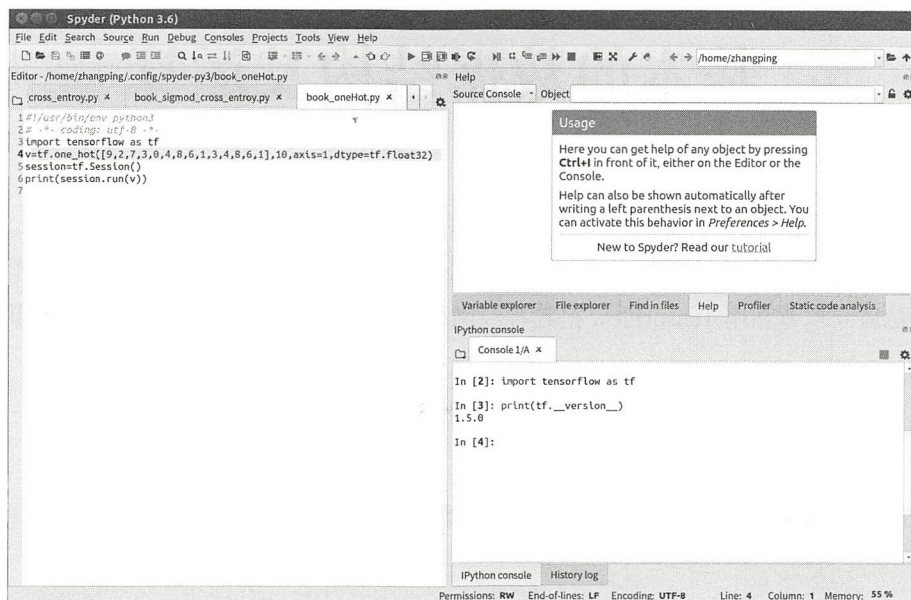 Spyder (Python 3.6)
File Edit Search Source Run Debug Consoles Projects Tools View Help
/home/zhangping
Editor - /home/zhangping/.config/spyder-py3/book_oneHot.py
cross_entroy.py
book_sigmod_cross_entroy.py
book_oneHot.py
1 #!/usr/bin/env python3
2 # -*- coding: utf-8 -*-
3 import tensorflow as tf
4 v=tf.one_hot([9,2,7,3,0,4,8,6,1,3,4,8,6,1],10,axis=1,dtype=tf.float32)
5 session=tf.Session()
6 print(session.run(v))
7
Help
Source Console Object
Usage
Here you can get help of any object by pressing
Ctrl+I in front of it, either on the Editor or the
Console.
Help can also be shown automatically after
writing a left parenthesis next to an object. You
can activate this behavior in Preferences > Help.
New to Spyder? Read our tutorial
Variable explorer File explorer Find in files Help Profiler Static code analysis
IPython console
Console 1/A
In [2]: import tensorflow as tf
In [3]: print(tf.__version__)
1.5.0
In [4]:
IPython console History log
Permissions: RW End-of-lines: LF Encoding: UTF-8 Line: 4 Column: 1 Memory: 55 %